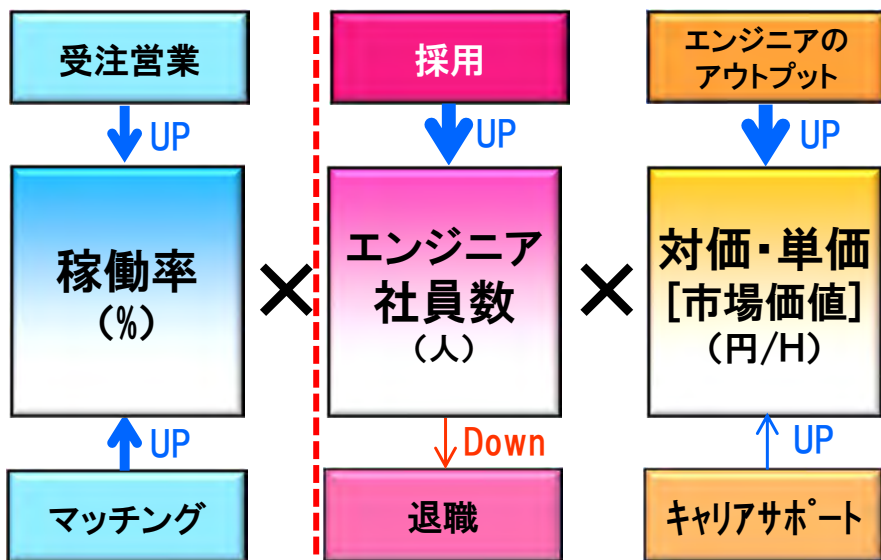 受注営業
採用
エンジニアの
アウトプット
UP
UP
UP
稼働率
(%)
×
エンジニア
社員数
(人)
×
対価・単価
[市場価値]
(円/H)
UP
Down
UP
マッチング
退職
キャリアサポート